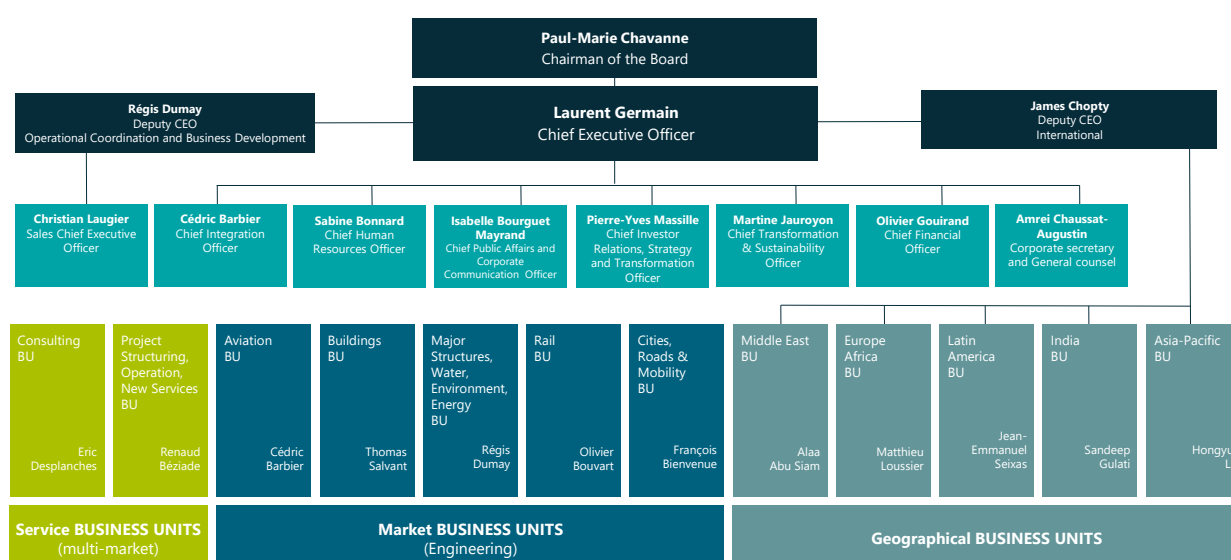 Paul-Marie Chavanne
Chairman of the Board
Régis Dumay
Deputy CEO
Operational Coordination and Business Development
Laurent Germain
Chief Executive Officer
James Chopty
Deputy CEO
International
Christian Laugier
Sales Chief Executive
Officer
Cédric Barbier
Chief Integration
Officer
Sabine Bonnard
Chief Human
Resources Officer
Isabelle Bourguet
Mayrand
Chief Public Affairs and
Corporate
Communication Officer
Pierre-Yves Massille
Chief Investor
Relations, Strategy
and Transformation
Officer
Martine Jauroyon
Chief Transformation
& Sustainability
Officer
Olivier Gouirand
Chief Financial
Officer
Amrei Chaussat-
Augustin
Corporate secretary
and General counsel
Consulting
BU
Eric
Desplanches
Project
Structuring,
Operation,
New Services
BU
Renaud
Béziade
Aviation
BU
Cédric
Barbier
Buildings
BU
Thomas
Salvant
Major
Structures,
Water,
Environment,
Energy
BU
Régis
Dumay
Rail
BU
Olivier
Bouvart
Cities,
Roads &
Mobility
BU
François
Bienvenue
Middle East
BU
Alaa
Abu Siam
Europe
Africa
BU
Matthieu
Loussier
Latin
America
BU
Jean-
Emmanuel
Seixas
India
BU
Sandeep
Gulati
Asia-Pacific
BU
Service BUSINESS UNITS
(multi-market)
Market BUSINESS UNITS
(Engineering)
Geographical BUSINESS UNITS